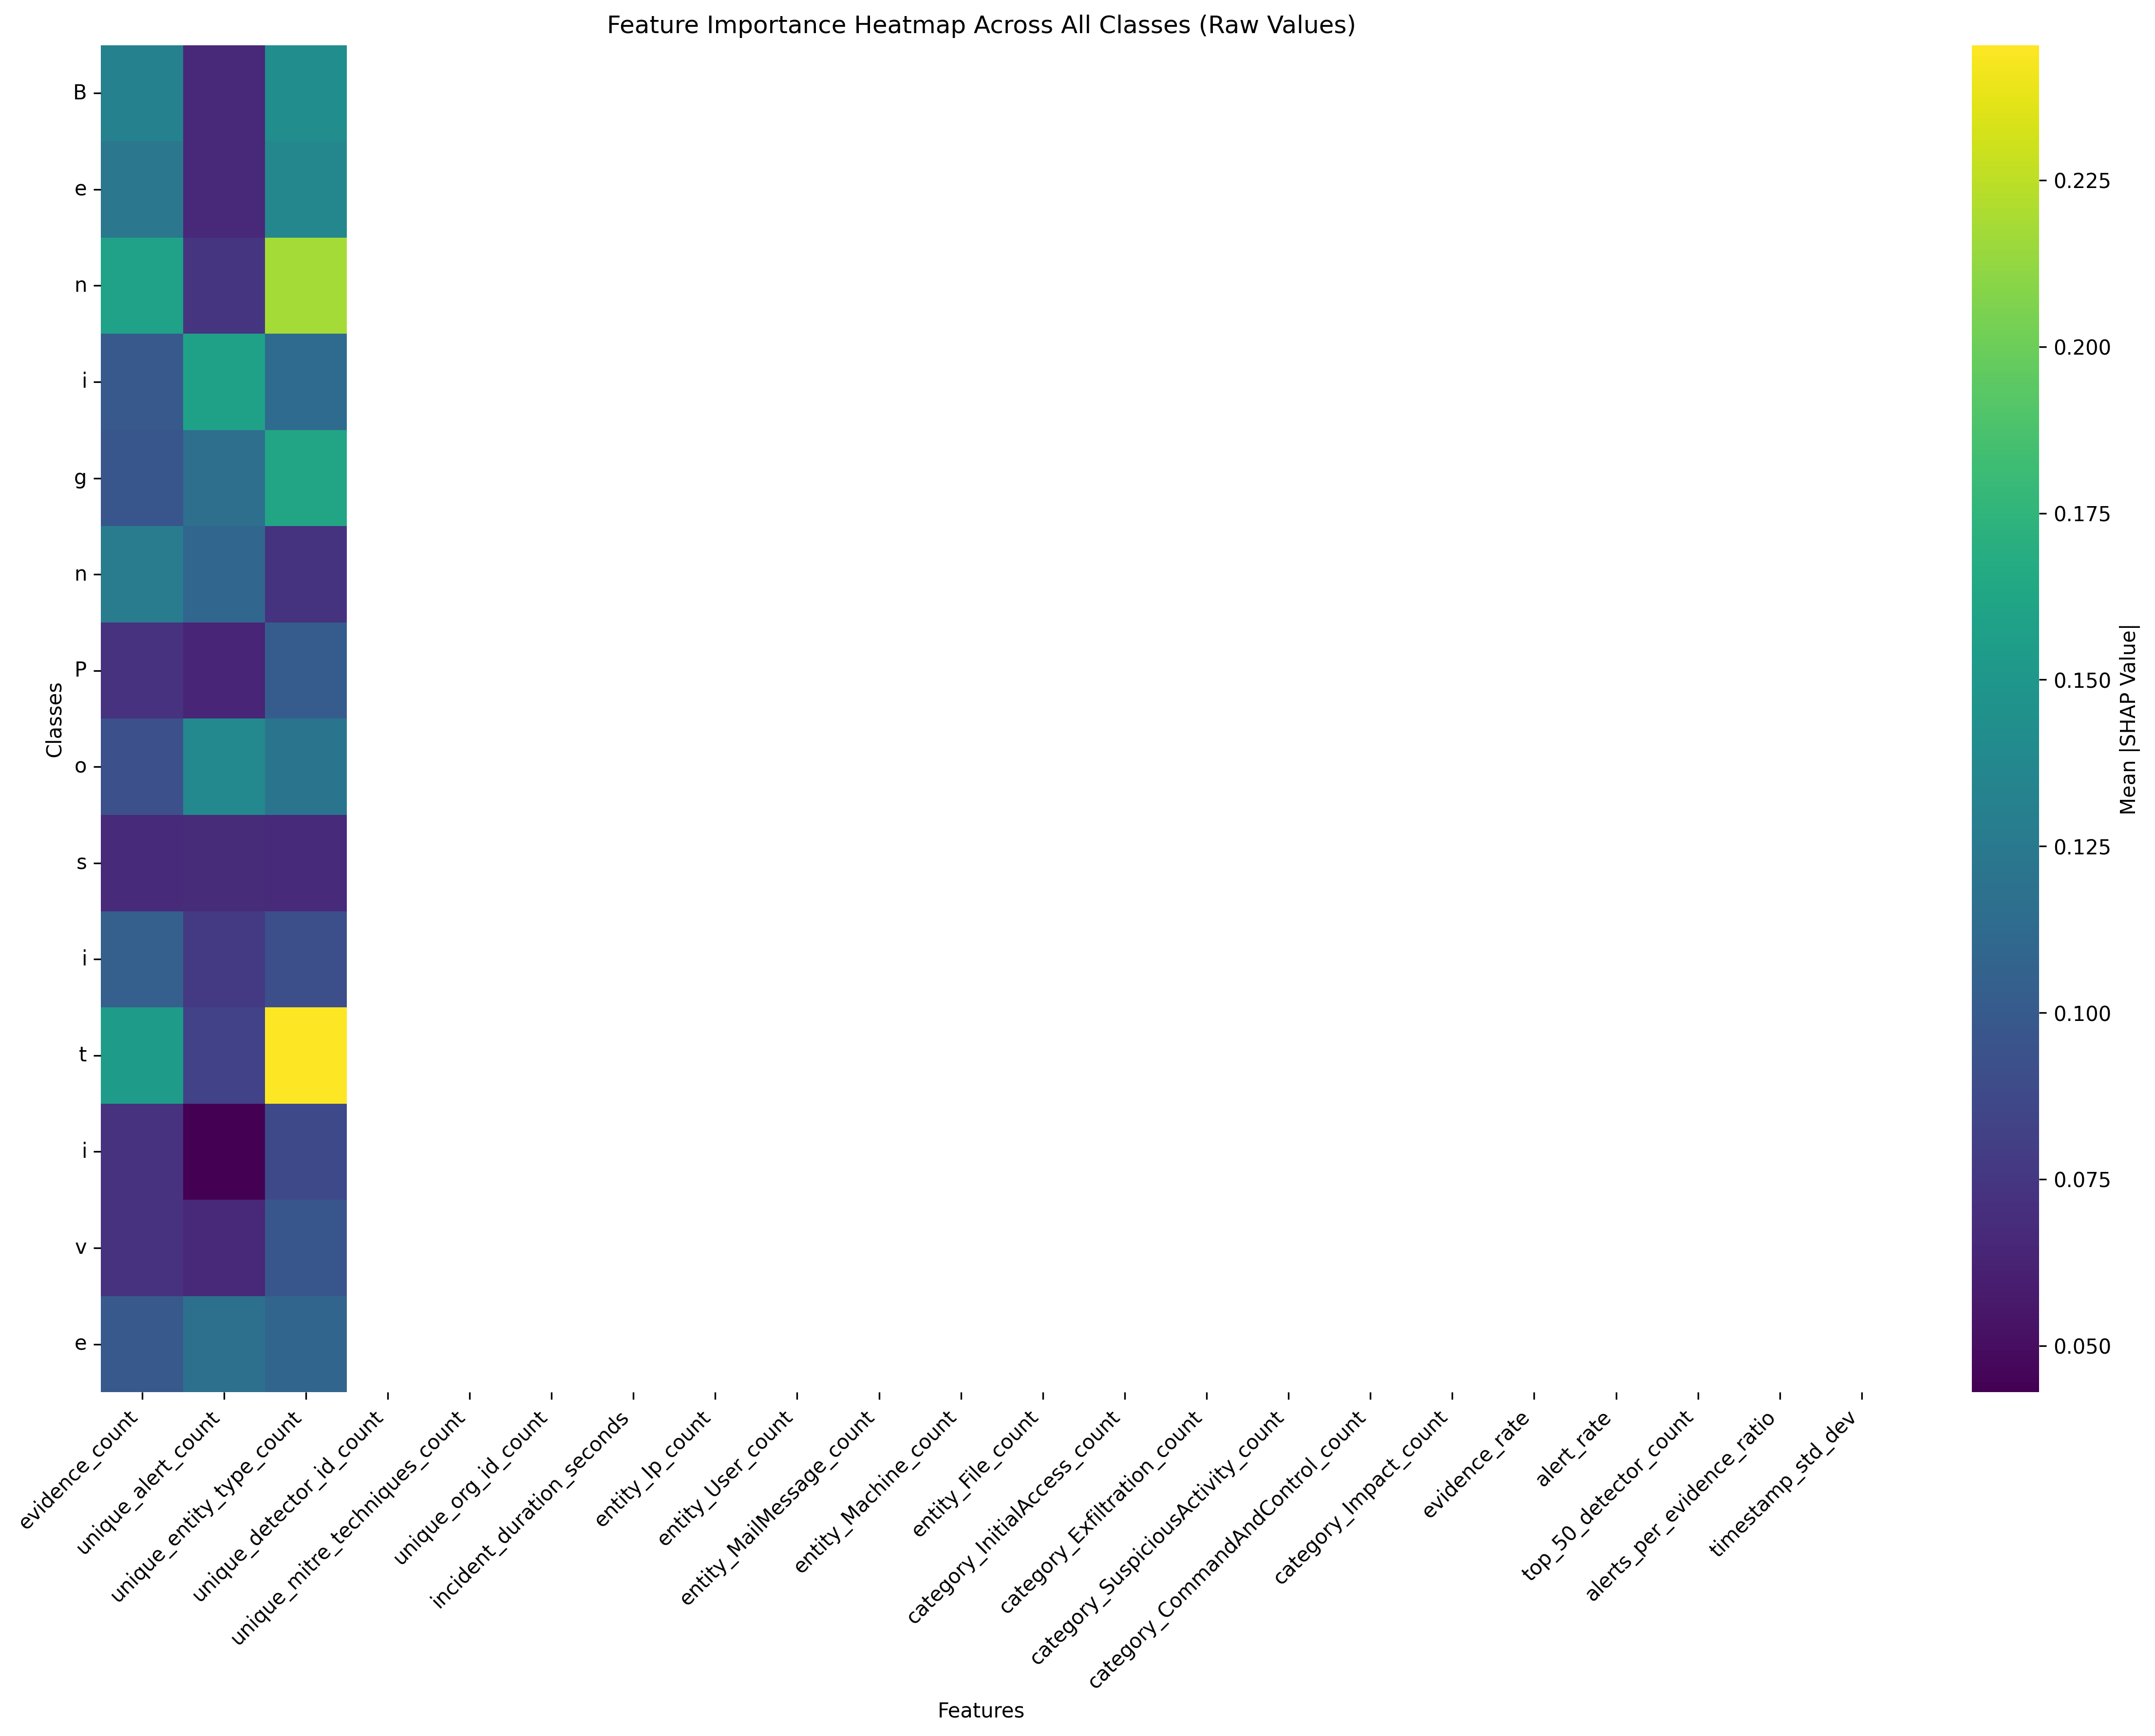 Feature Importance Heatmap Across All Classes (Raw Values)
Classes
B
e
n
i
g
n
P
o
s
i
t
i
v
e
evidence_count
unique_alert_count
unique_entity_type_count
unique_detector_id_count
unique_mitre_techniques_count
unique_org_id_count
incident_duration_seconds
entity_Ip_count
entity_User_count
entity_MailMessage_count
entity_Machine_count
entity_File_count
category_InitialAccess_count
category_Exfiltration_count
category_SuspiciousActivity_count
category_CommandAndControl_count
category_Impact_count
evidence_rate
alert_rate
top_50_detector_count
alerts_per_evidence_ratio
timestamp_std_dev
Features
0.225
0.200
0.175
0.150
0.125
0.100
0.075
0.050
Mean |SHAP Value|